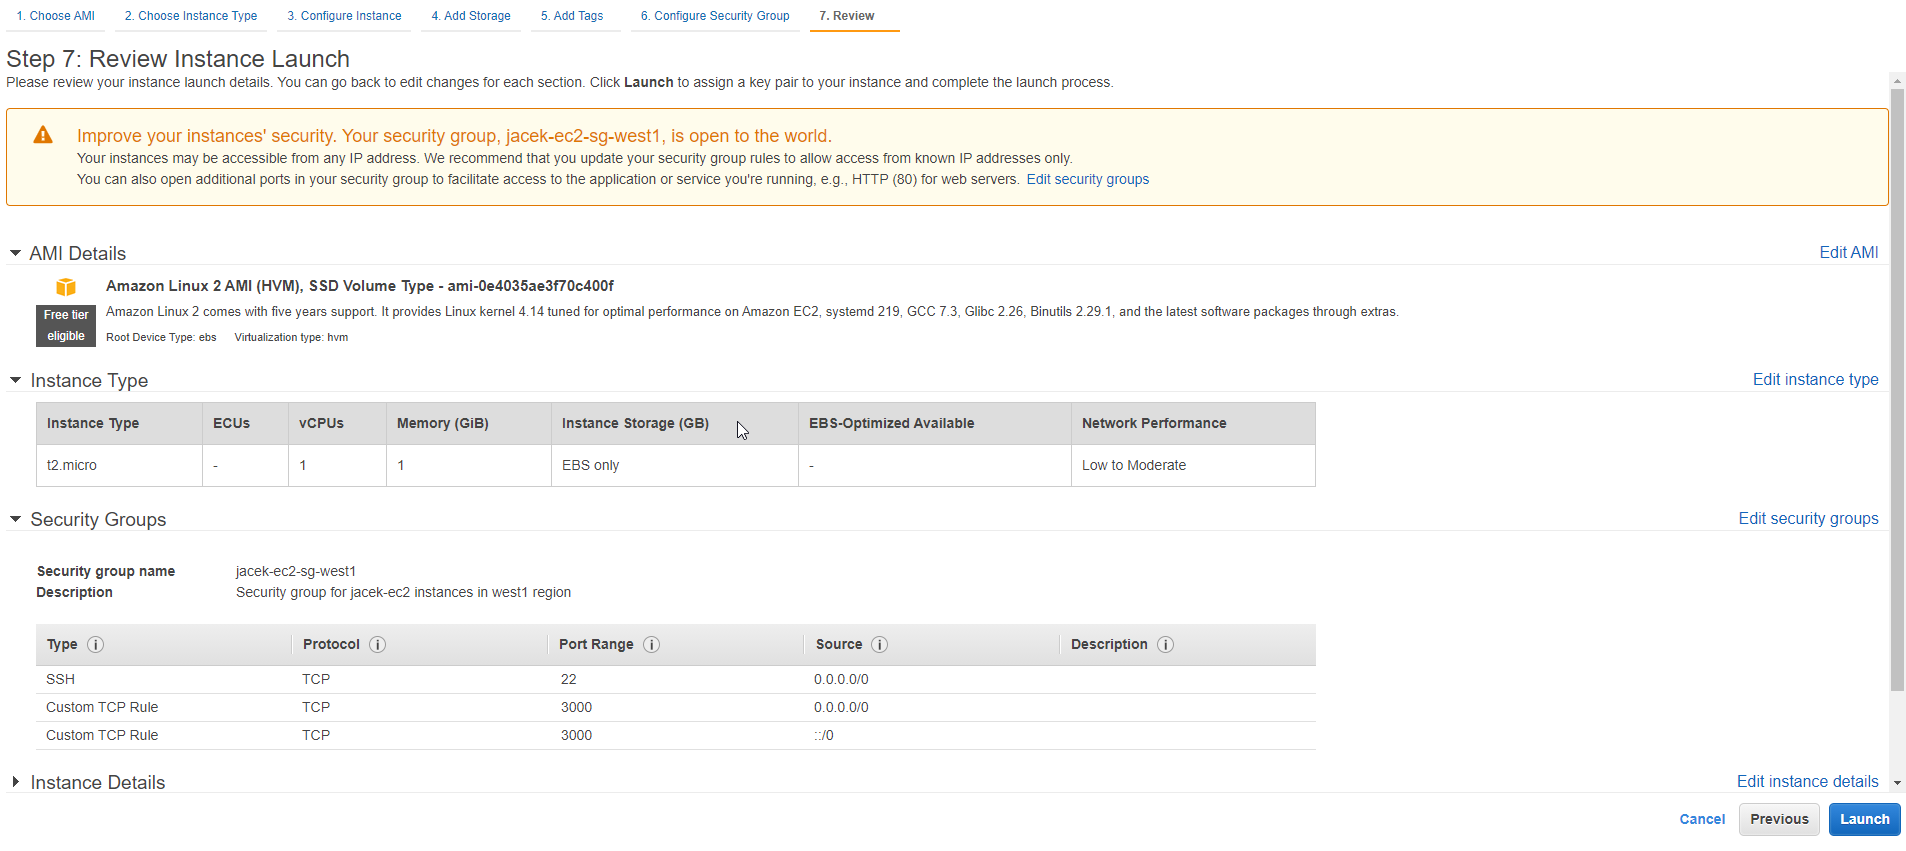 1. Choose AMI 2. Choose Instance Type 3. Configure Instance 4. Add Storage 5. Add Tags 6. Configure Security Group 7. Review
Step 7: Review Instance Launch
Please review your instance launch details. You can go back to edit changes for each section. Click Launch to assign a key pair to your instance and complete the launch process.
Improve your instances' security. Your security group, jacek-ec2-sg-west1, is open to the world.
Your instances may be accessible from any IP address. We recommend that you update your security group rules to allow access from known IP addresses only.
You can also open additional ports in your security group to facilitate access to the application or service you're running, e.g., HTTP (80) for web servers. Edit security groups
AMI Details Edit AMI
Amazon Linux 2 AMI (HVM), SSD Volume Type - ami-0e4035ae3f70c400f
Free tier eligible
Amazon Linux 2 comes with five years support. It provides Linux kernel 4.14 tuned for optimal performance on Amazon EC2, systemd 219, GCC 7.3, Glibc 2.26, Binutils 2.29.1, and the latest software packages through extras.
Root Device Type: ebs Virtualization type: hvm
Instance Type Edit instance type
Instance Type ECUs vCPUs Memory (GiB) Instance Storage (GB) EBS-Optimized Available Network Performance
t2.micro - 1 1 EBS only - Low to Moderate
Security Groups Edit security groups
Security group name jacek-ec2-sg-west1
Description Security group for jacek-ec2 instances in west1 region
Type i Protocol i Port Range i Source i Description i
SSH TCP 22 0.0.0.0/0
Custom TCP Rule TCP 3000 0.0.0.0/0
Custom TCP Rule TCP 3000 ::/0
Instance Details Edit instance details
Cancel Previous Launch